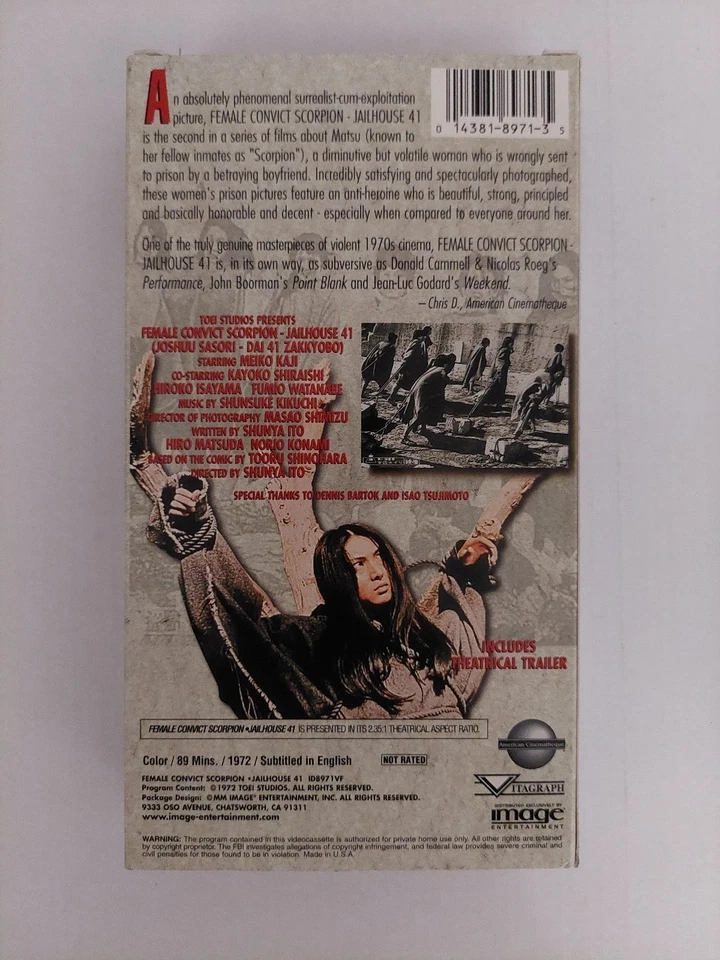 An absolutely phenomenal surrealist-cum-exploitation
picture, FEMALE CONVICT SCORPION - JAILHOUSE 41
is the second in a series of films about Matsu (known to
her fellow inmates as "Scorpion"), a diminutive but volatile woman who is wrongly sent
to prison by a betraying boyfriend. Incredibly satisfying and spectacularly photographed,
these women's prison pictures feature an anti-heroine who is beautiful, strong, principled
and basically honorable and decent - especially when compared to everyone around her.
0 14381-8971-3 5
One of the truly genuine masterpieces of violent 1970s cinema, FEMALE CONVICT SCORPION -
JAILHOUSE 41 is, in its own way, as subversive as Donald Cammell & Nicolas Roeg's
Performance, John Boorman's Point Blank and Jean-Luc Godard's Weekend.
– Chris D., American Cinematheque
TOEI STUDIOS PRESENTS
FEMALE CONVICT SCORPION - JAILHOUSE 41
(JOSHUU SASORI - DAI 41 ZAKKYOBO)
STARRING MEIKO KAJI
CO-STARRING KAYOKO SHIRAISHI
HIROKO ISAYAMA FUMIO WATANABE
MUSIC BY SHUNSUKE KIKUCHI
DIRECTOR OF PHOTOGRAPHY MASAO SHIMIZU
WRITTEN BY SHUNYA ITO
HIRO MATSUDA NORIO KONAMI
BASED ON THE COMIC BY TOORU SHINOHARA
DIRECTED BY SHUNYA ITO
SPECIAL THANKS TO DENNIS BARTOK AND ISAO TSUJIMOTO
INCLUDES
THEATRICAL TRAILER
FEMALE CONVICT SCORPION • JAILHOUSE 41 IS PRESENTED IN ITS 2.35:1 THEATRICAL ASPECT RATIO.
American Cinematheque
Color / 89 Mins. / 1972 / Subtitled in English NOT RATED
FEMALE CONVICT SCORPION • JAILHOUSE 41 ID8971VF
Program Content: ©1972 TOEI STUDIOS. ALL RIGHTS RESERVED.
Package Design: ©MM IMAGE ENTERTAINMENT, INC. ALL RIGHTS RESERVED.
9333 OSO AVENUE, CHATSWORTH, CA 91311
www.image-entertainment.com
VITAGRAPH
DISTRIBUTED EXCLUSIVELY BY
image
ENTERTAINMENT
WARNING: The program contained in this videocassette is authorized for private home use only. All other rights are retained
by copyright proprietor. The FBI investigates allegations of copyright infringement, and federal law provides severe criminal and
civil penalties for those found to be in violation. Made in U.S.A.